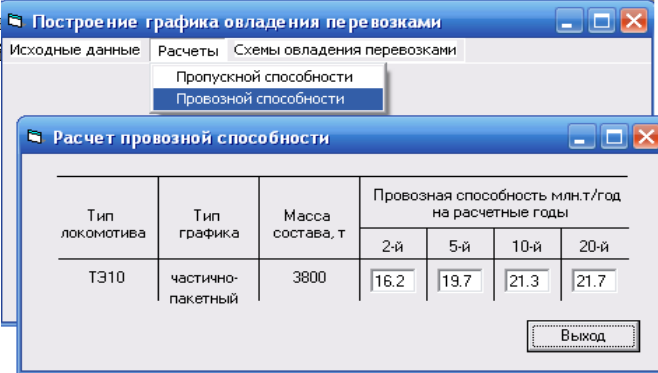 Построение графика овладения перевозками
Исходные данные Расчеты Схемы овладения перевозками
Пропускной способности
Провозной способности
Расчет провозной способности
Тип локомотива Тип графика Масса состава, т Провозная способность млн.т/год на расчетные годы
2-й 5-й 10-й 20-й
ТЭ10 частично-пакетный 3800 16.2 19.7 21.3 21.7
Выход